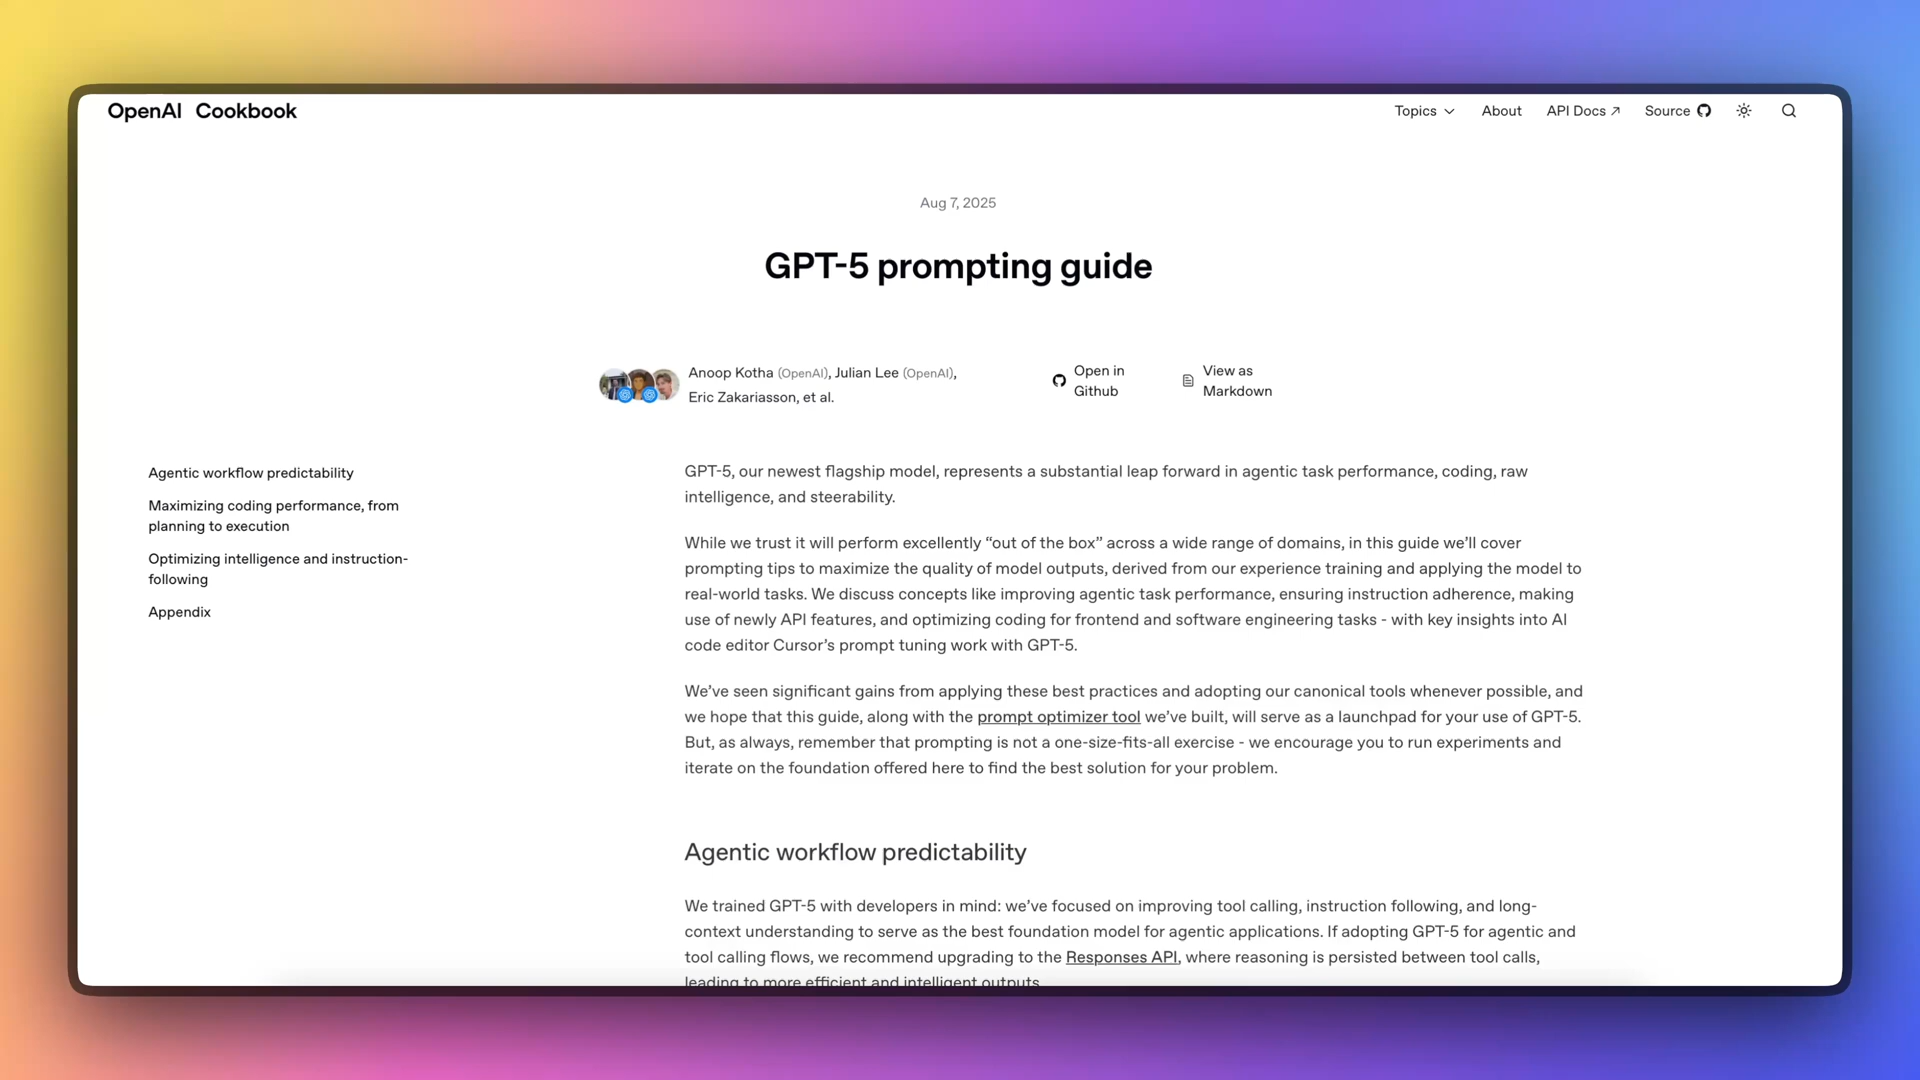 OpenAI Cookbook
Topics
About
API Docs ↗
Source
Aug 7, 2025
GPT-5 prompting guide
Anoop Kotha (OpenAI), Julian Lee (OpenAI),
Eric Zakariasson, et al.
Open in
Github
View as
Markdown
Agentic workflow predictability
Maximizing coding performance, from
planning to execution
Optimizing intelligence and instruction-
following
Appendix
GPT-5, our newest flagship model, represents a substantial leap forward in agentic task performance, coding, raw
intelligence, and steerability.
While we trust it will perform excellently “out of the box” across a wide range of domains, in this guide we’ll cover
prompting tips to maximize the quality of model outputs, derived from our experience training and applying the model to
real-world tasks. We discuss concepts like improving agentic task performance, ensuring instruction adherence, making
use of newly API features, and optimizing coding for frontend and software engineering tasks - with key insights into AI
code editor Cursor’s prompt tuning work with GPT-5.
We’ve seen significant gains from applying these best practices and adopting our canonical tools whenever possible, and
we hope that this guide, along with the prompt optimizer tool we’ve built, will serve as a launchpad for your use of GPT-5.
But, as always, remember that prompting is not a one-size-fits-all exercise - we encourage you to run experiments and
iterate on the foundation offered here to find the best solution for your problem.
Agentic workflow predictability
We trained GPT-5 with developers in mind: we’ve focused on improving tool calling, instruction following, and long-
context understanding to serve as the best foundation model for agentic applications. If adopting GPT-5 for agentic and
tool calling flows, we recommend upgrading to the Responses API, where reasoning is persisted between tool calls,
leading to more efficient and intelligent outputs.